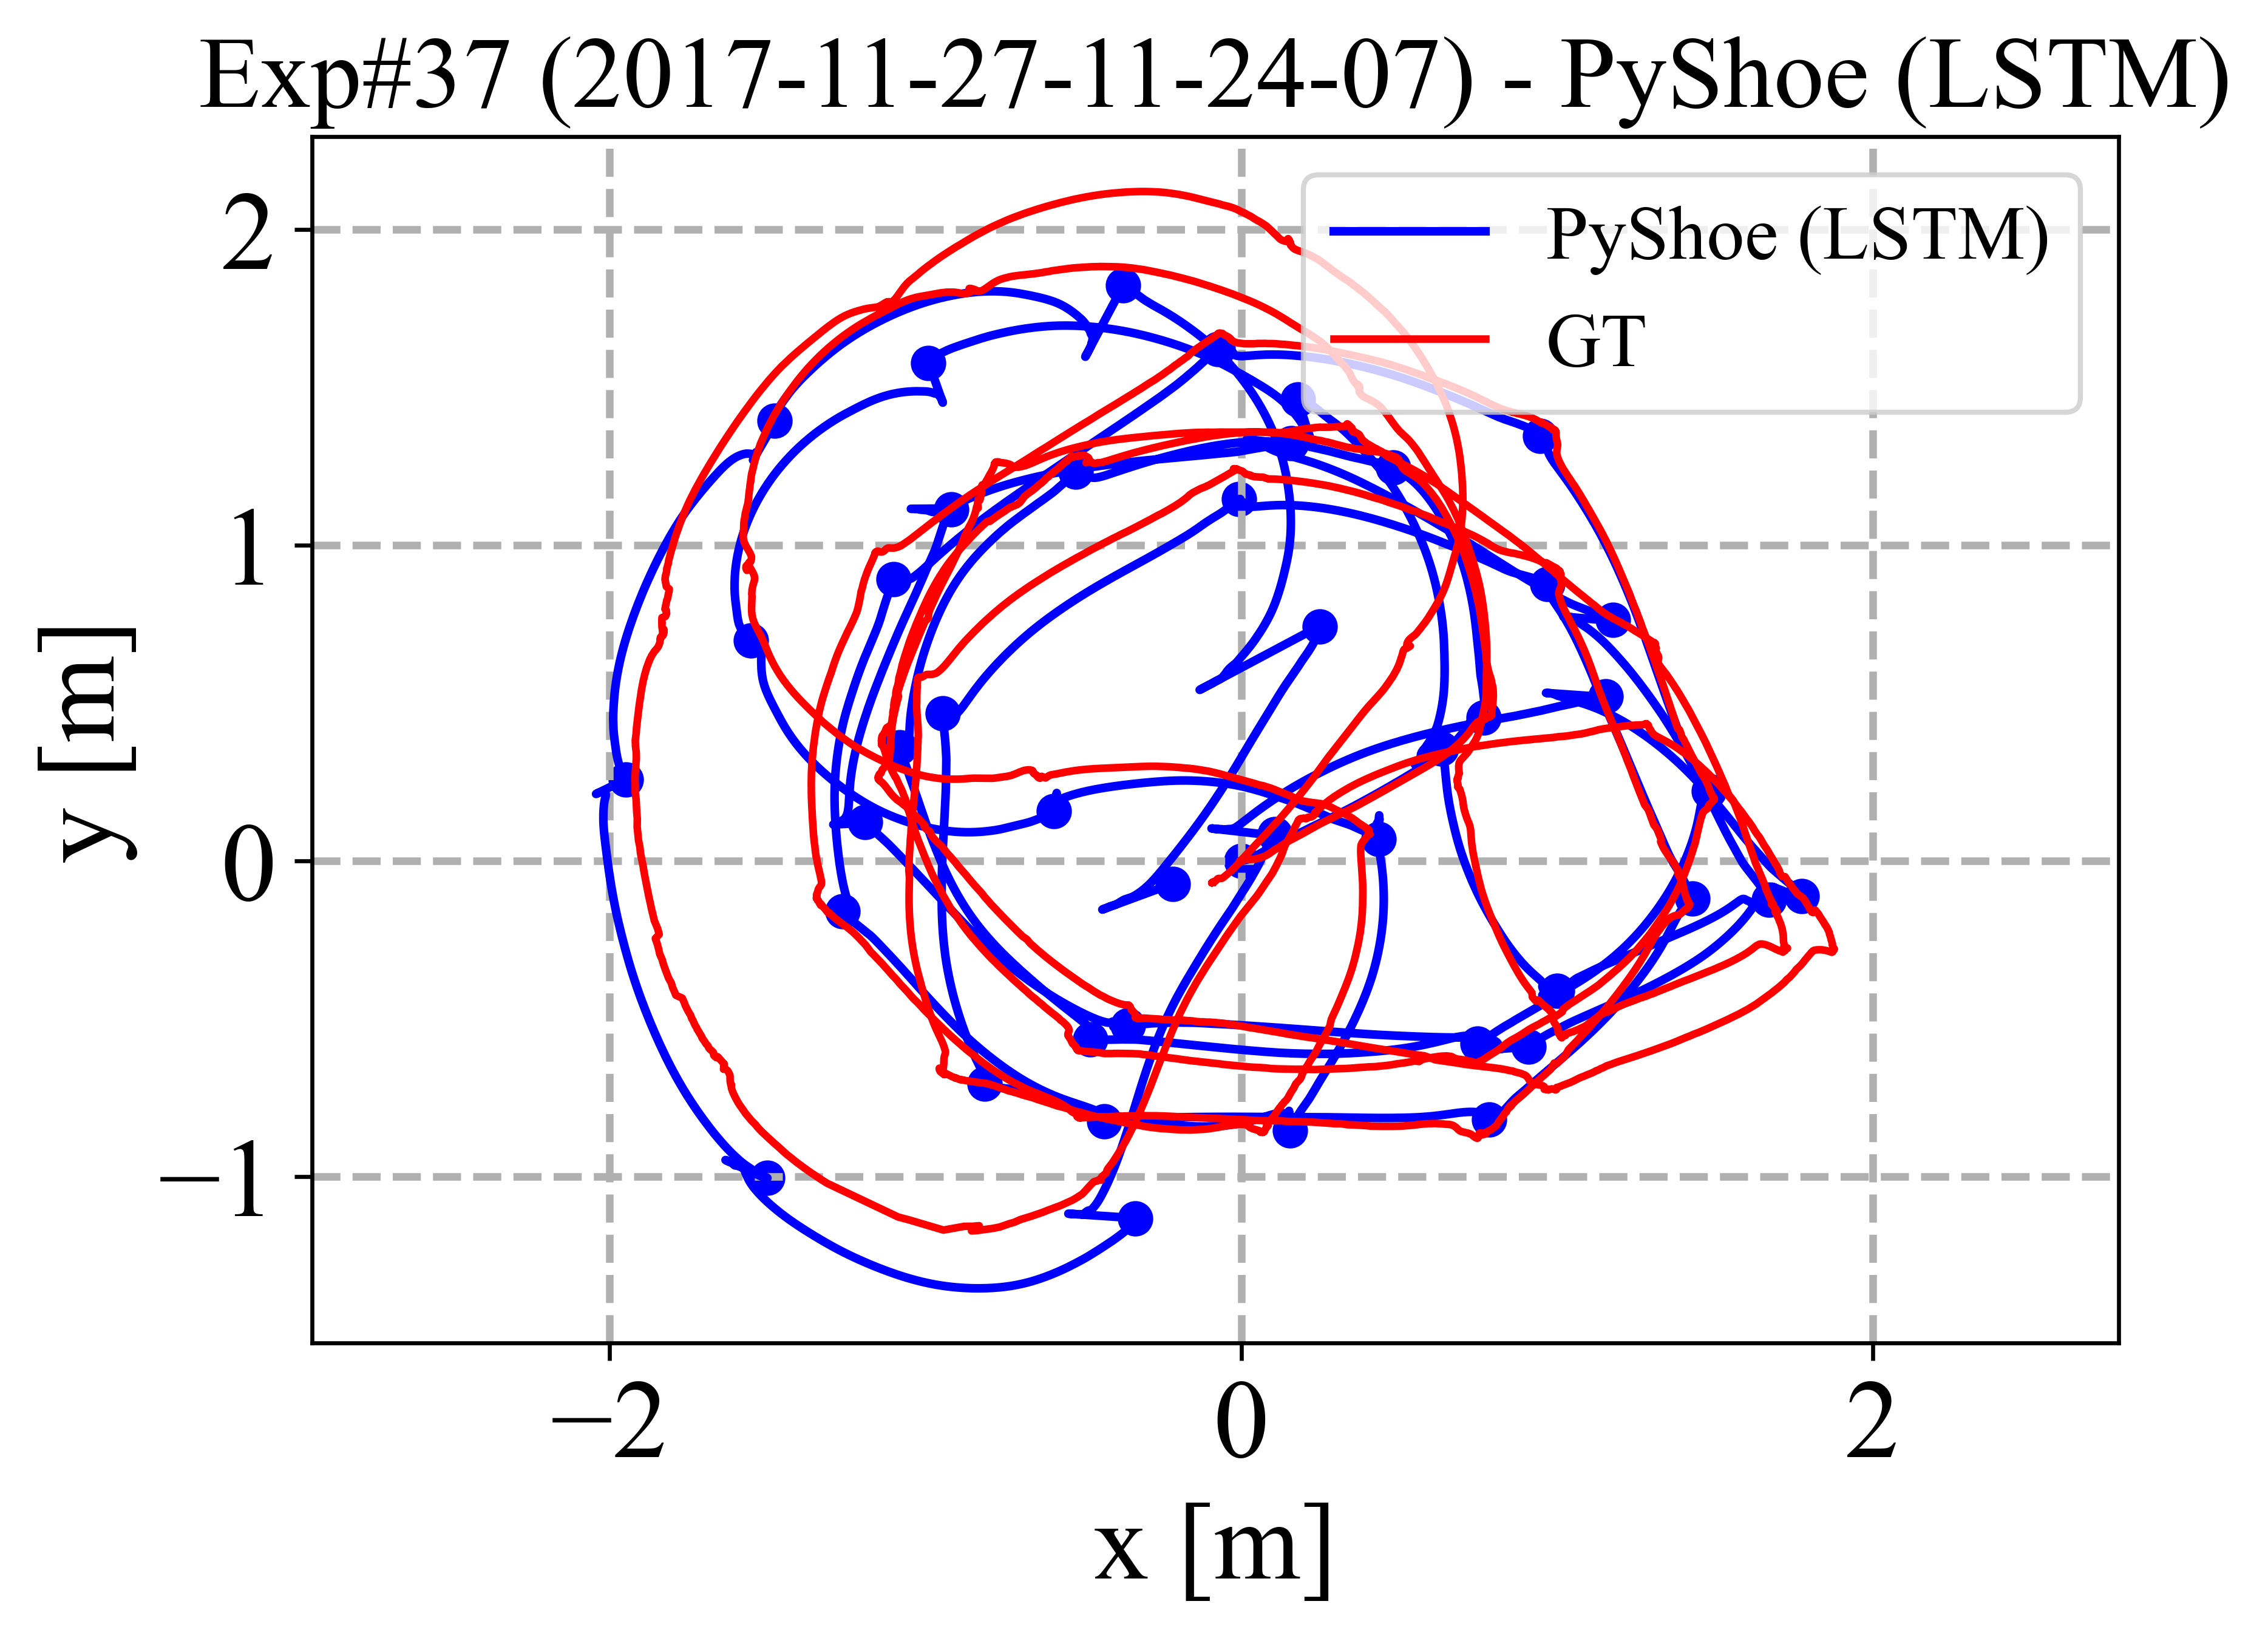 Exp#37 (2017-11-27-11-24-07) - PyShoe (LSTM)
PyShoe (LSTM)
GT
2
1
0
−1
y [m]
−2 0 2
x [m]